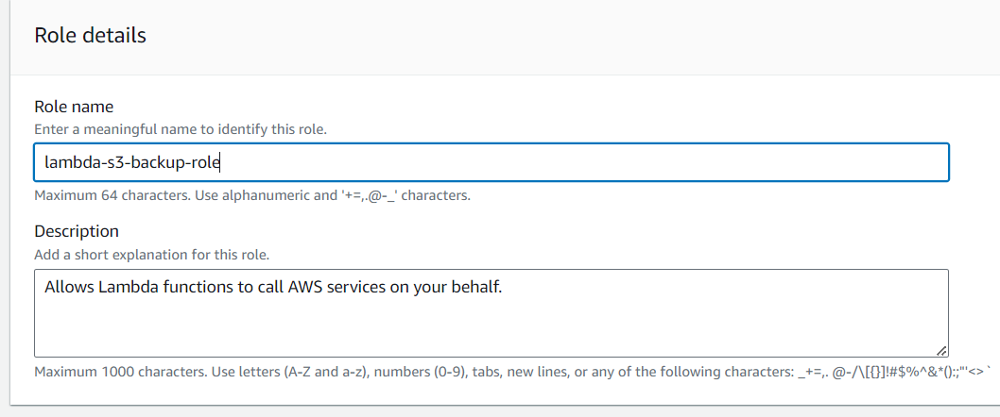 Role details
Role name
Enter a meaningful name to identify this role.
lambda-s3-backup-role
Maximum 64 characters. Use alphanumeric and '+=,.@-_' characters.
Description
Add a short explanation for this role.
Allows Lambda functions to call AWS services on your behalf.
Maximum 1000 characters. Use letters (A-Z and a-z), numbers (0-9), tabs, new lines, or any of the following characters: _+=,. @-/\[{}]!#$%^&*();:;"'<> `